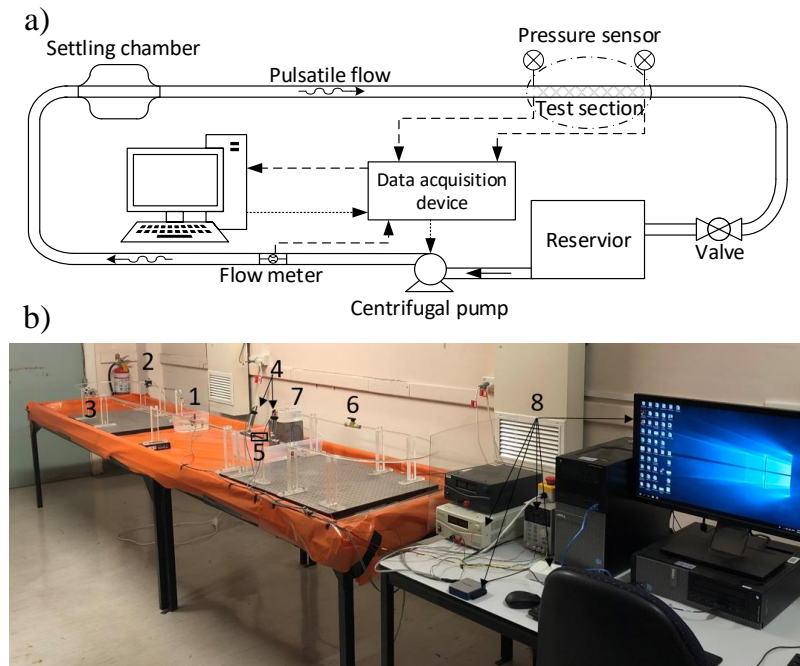 a)
Settling chamber
Pressure sensor
Pulsatile flow
Test section
Data acquisition
device
Reservior
Valve
Flow meter
Centrifugal pump
b)
2
4
8
3
1
7
6
5